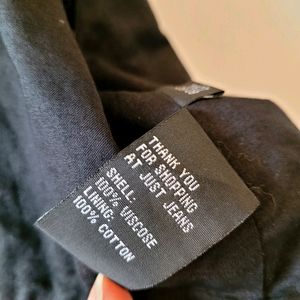 THANK YOU
FOR SHOPPING
AT JUST JEANS
SHELL:
100% VISCOSE
LINING:
100% COTTON